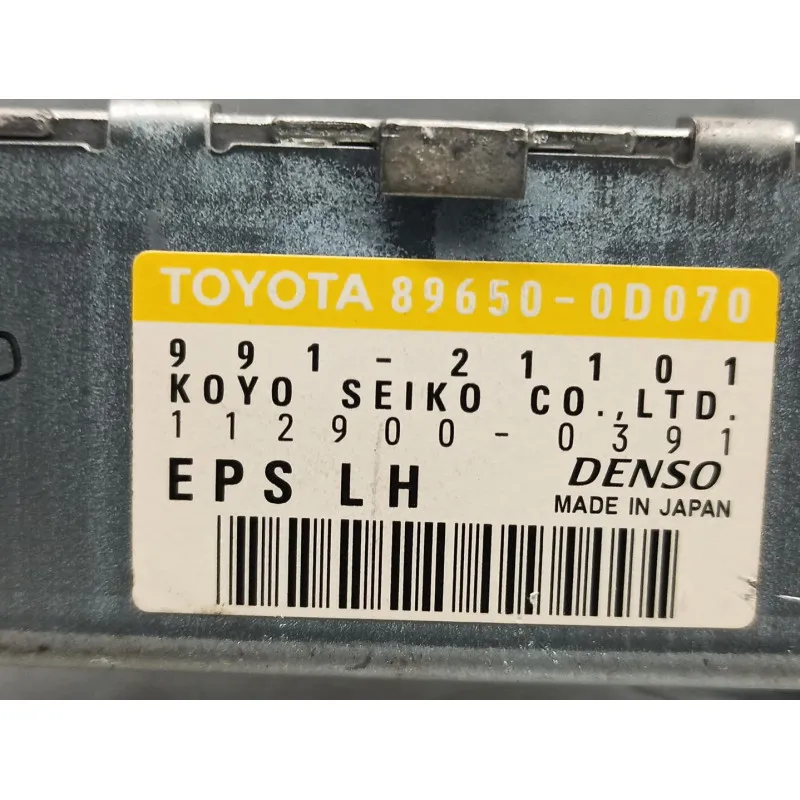 TOYOTA 89650-0D070
991-21101
KOYO SEIKO CO.,LTD.
112900-0391
EPS LH
DENSO
MADE IN JAPAN